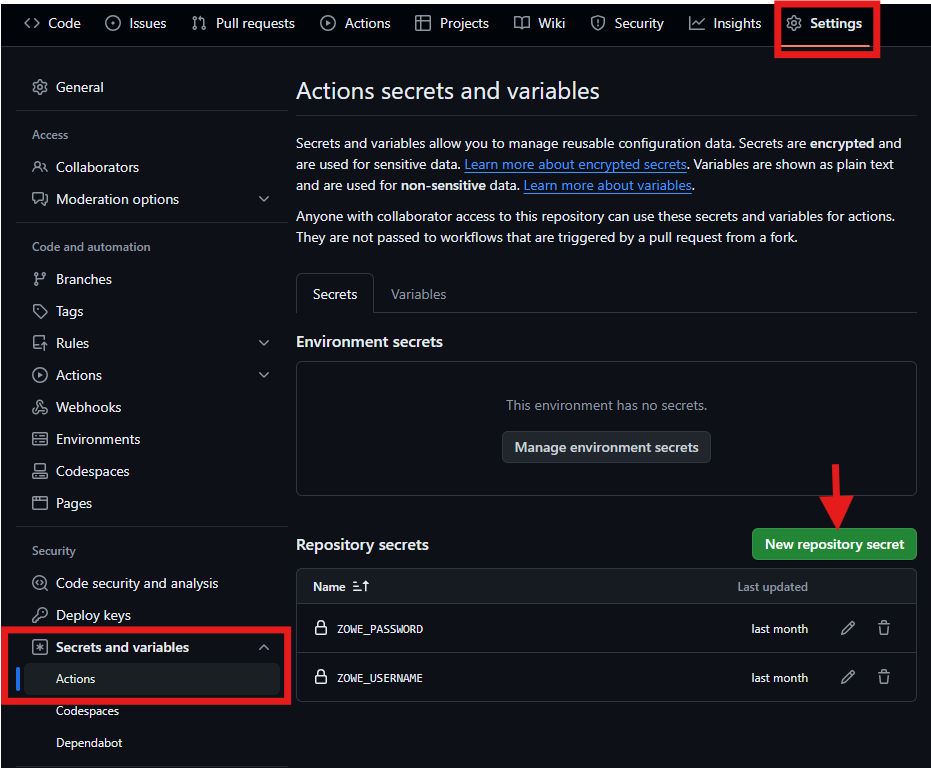 Code Issues Pull requests Actions Projects Wiki Security Insights Settings
General
Access
Collaborators
Moderation options
Code and automation
Branches
Tags
Rules
Actions
Webhooks
Environments
Codespaces
Pages
Security
Code security and analysis
Deploy keys
Secrets and variables
Actions
Codespaces
Dependabot
Actions secrets and variables
Secrets and variables allow you to manage reusable configuration data. Secrets are encrypted and
are used for sensitive data. Learn more about encrypted secrets. Variables are shown as plain text
and are used for non-sensitive data. Learn more about variables.
Anyone with collaborator access to this repository can use these secrets and variables for actions.
They are not passed to workflows that are triggered by a pull request from a fork.
Secrets Variables
Environment secrets
This environment has no secrets.
Manage environment secrets
Repository secrets New repository secret
Name Last updated
ZOWE_PASSWORD last month
ZOWE_USERNAME last month